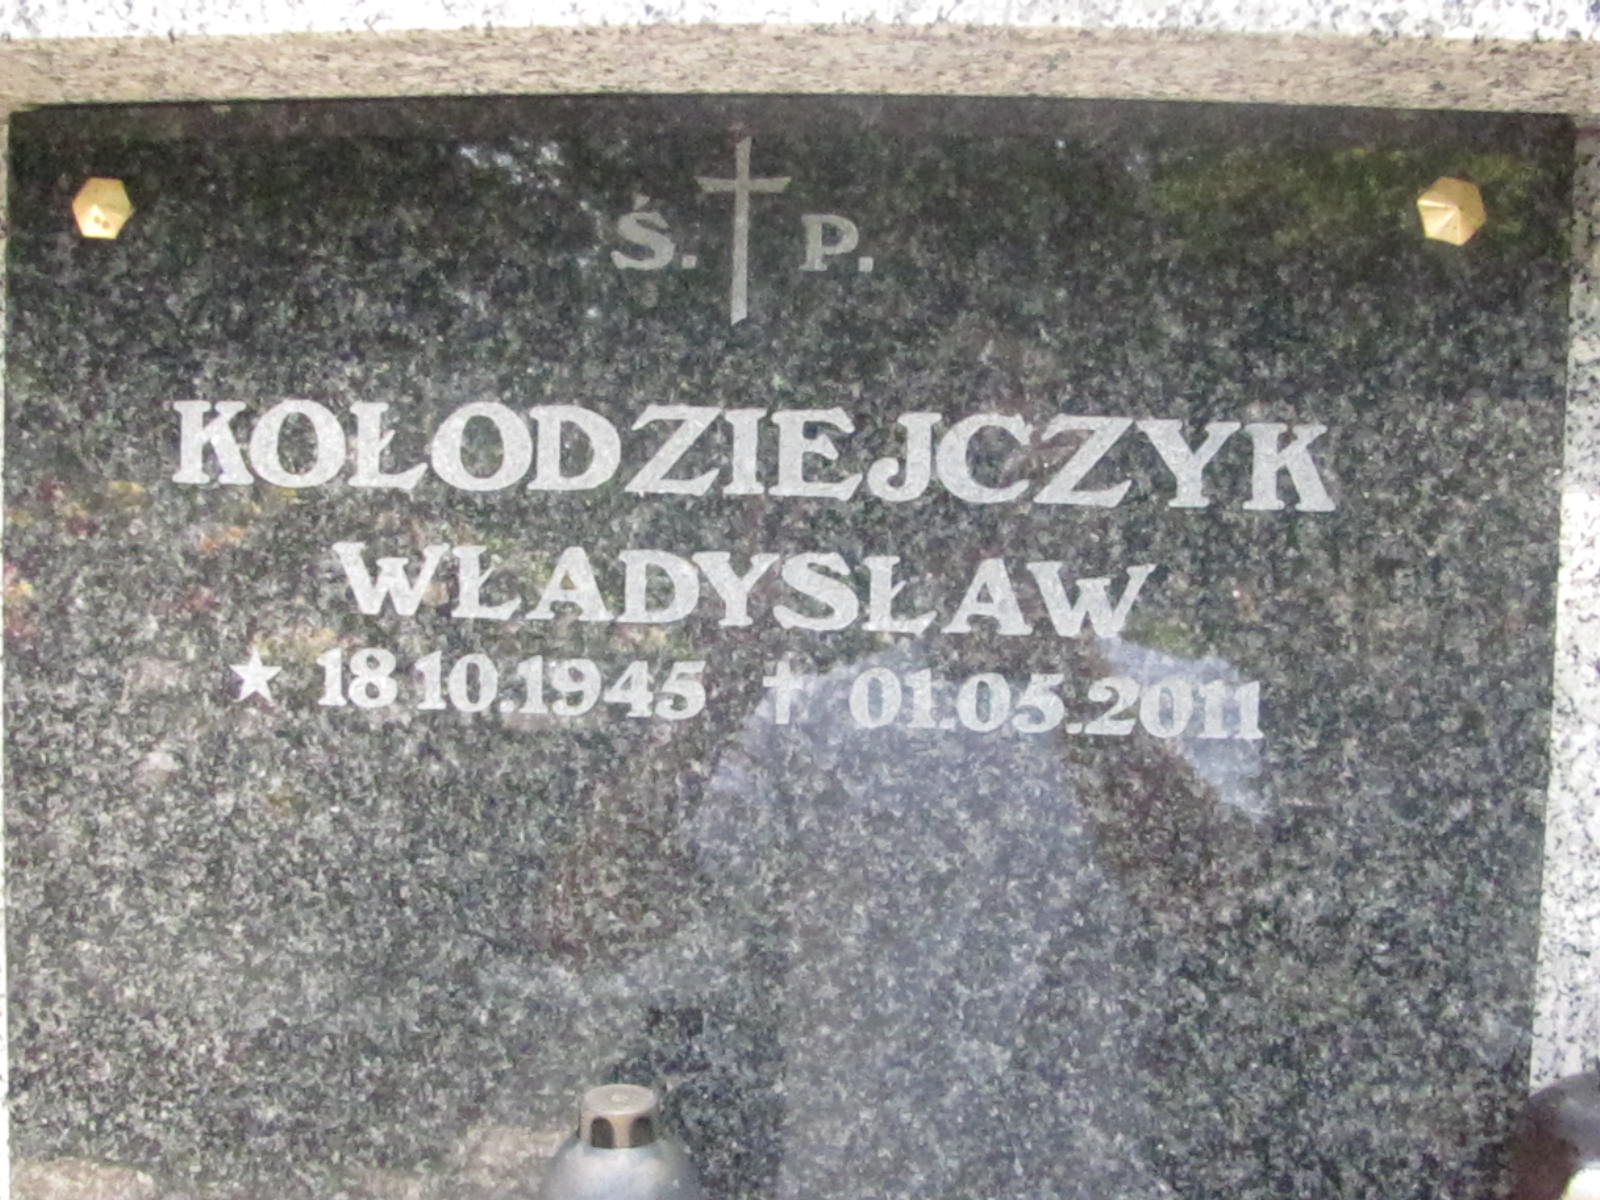 Ś. † P.
KOŁODZIEJCZYK
WŁADYSŁAW
★ 18 10.1945 † 01.05.2011